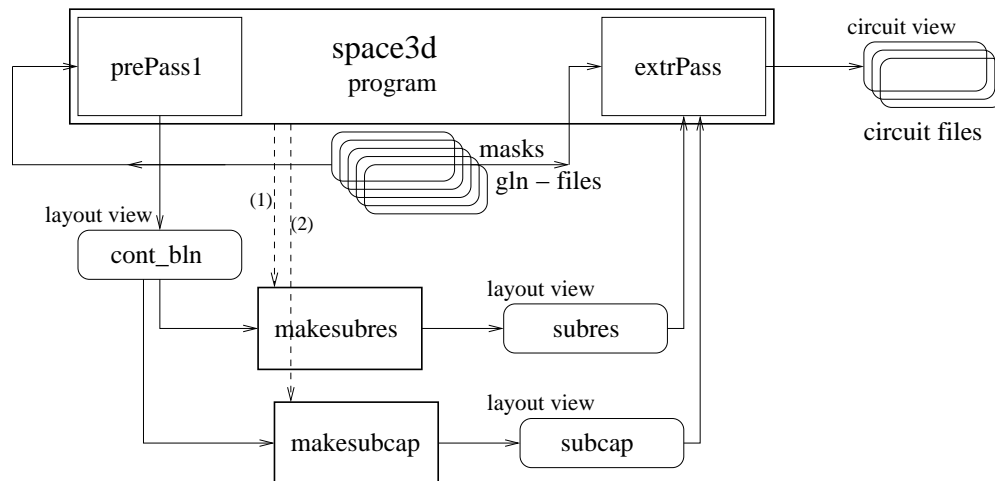 circuit view
space3d
prePass1
extrPass
program
circuit files
masks
gln – files
(1)
layout view
(2)
cont_bln
layout view
makesubres
subres
layout view
makesubcap
subcap